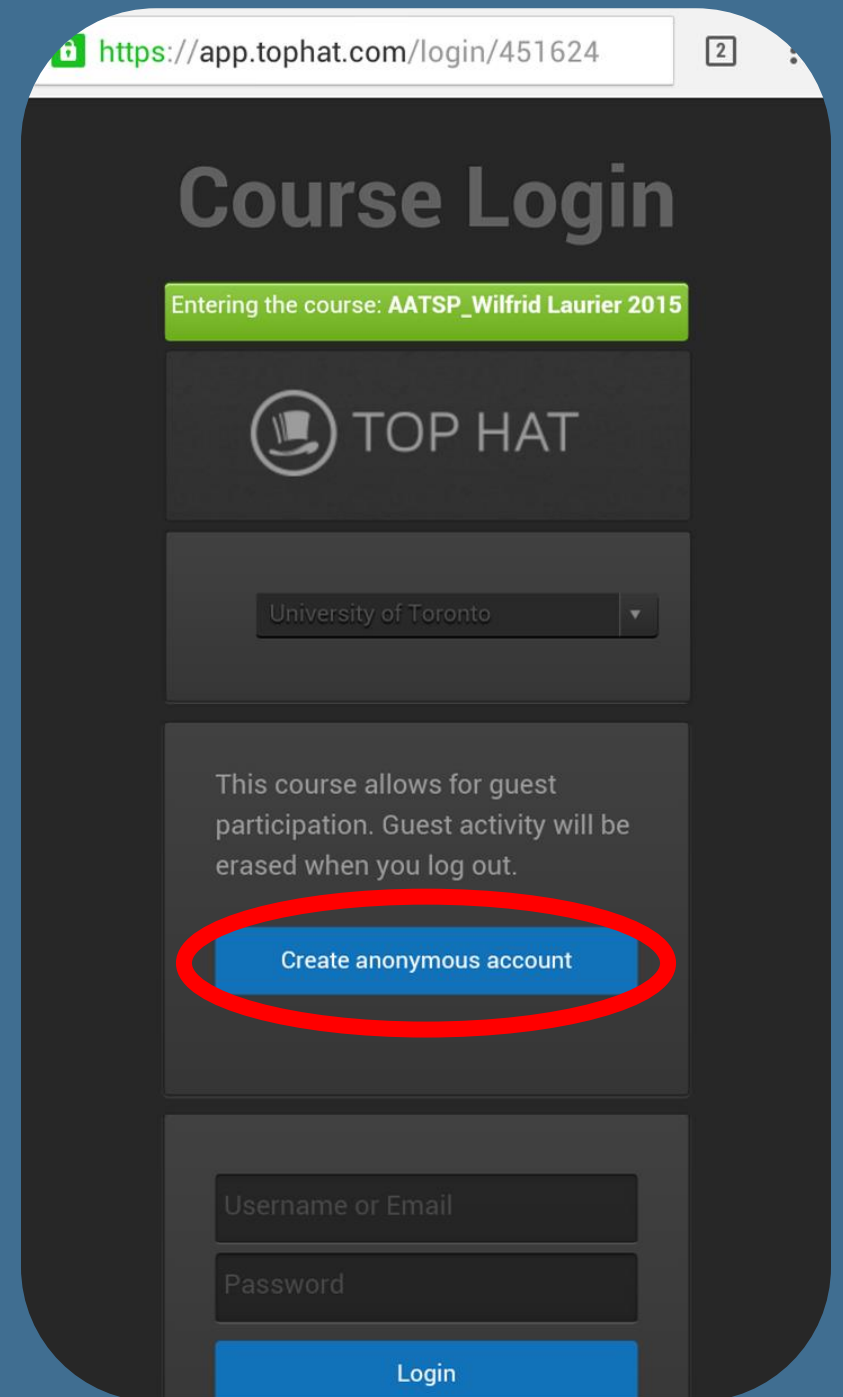 https://app.tophat.com/login/451624
2
Course Login
Entering the course: AATSP_Wilfrid Laurier 2015
TOP HAT
University of Toronto
This course allows for guest
participation. Guest activity will be
erased when you log out.
Create anonymous account
Username or Email
Password
Login